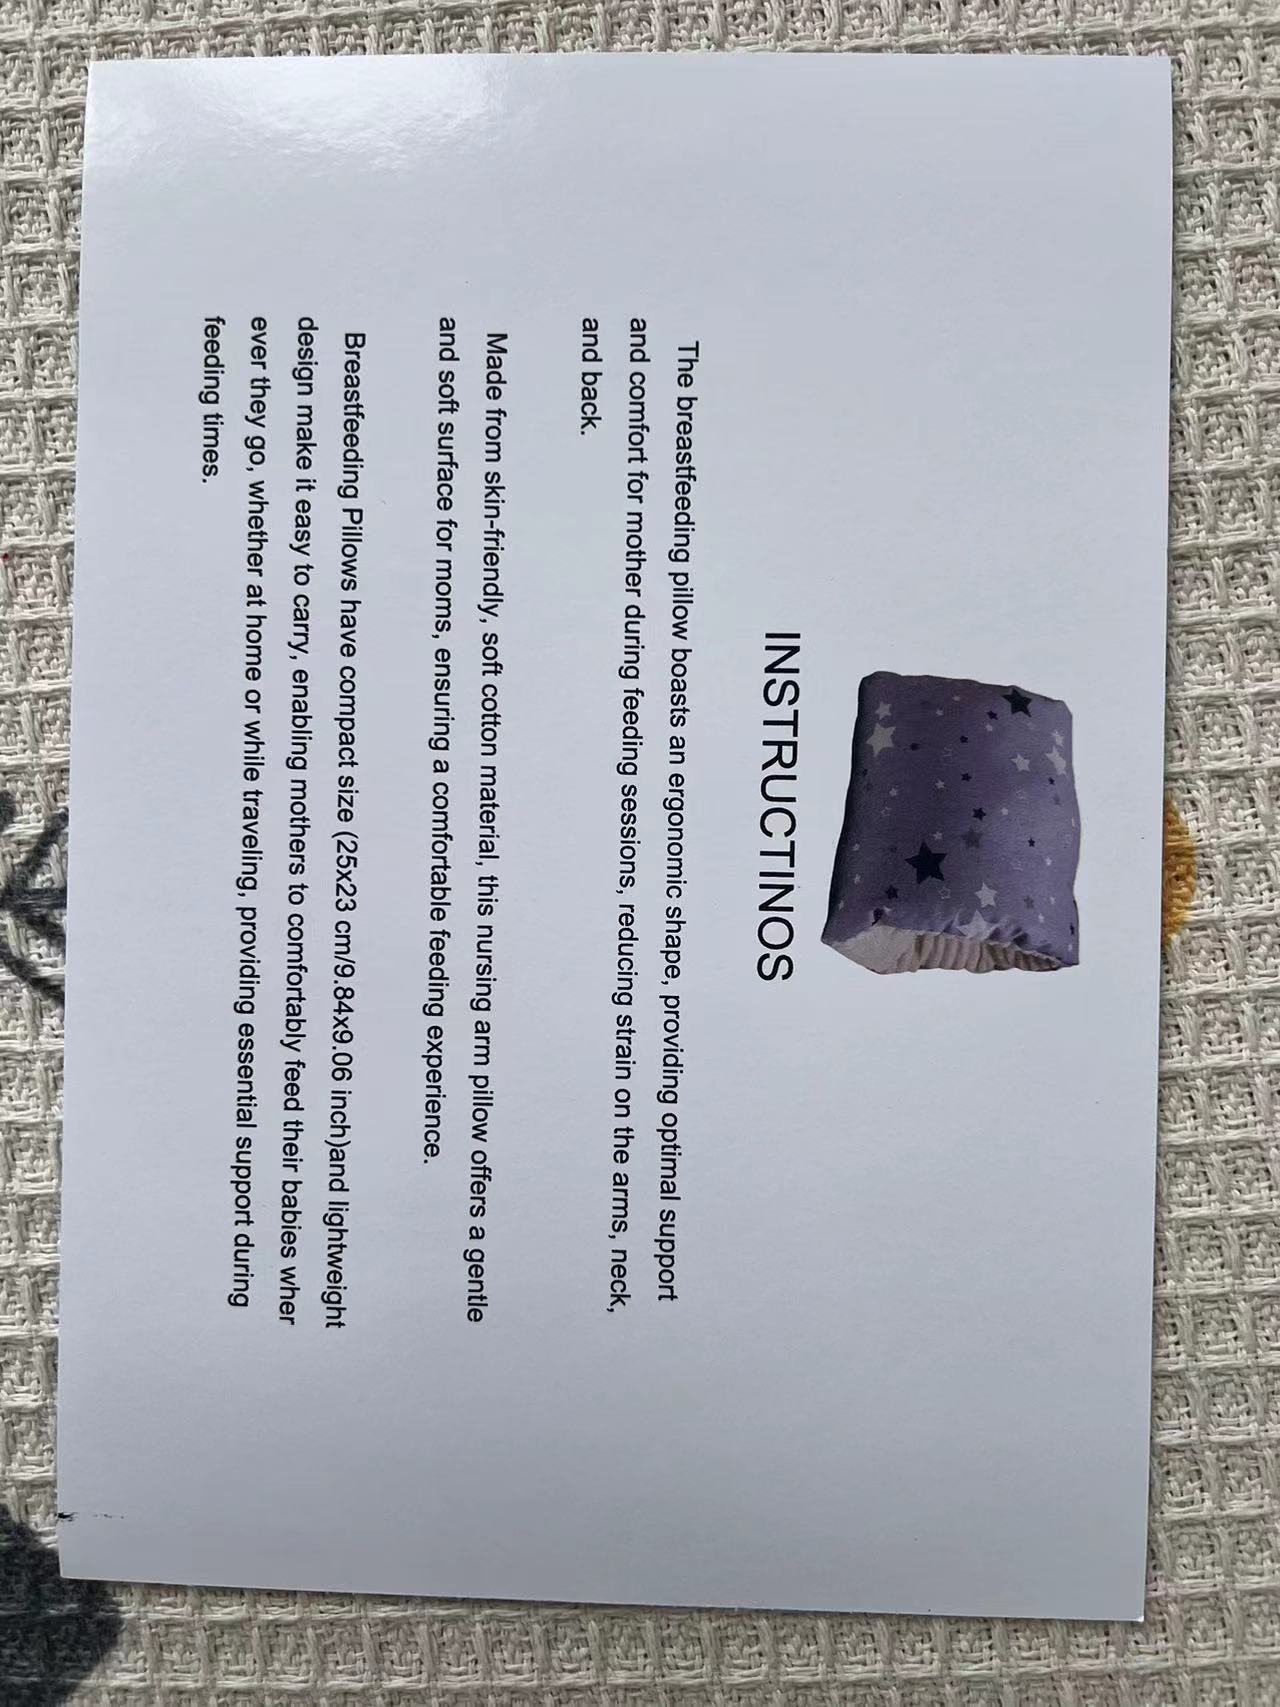 INSTRUCTINOS
The breastfeeding pillow boasts an ergonomic shape, providing optimal support
and comfort for mother during feeding sessions, reducing strain on the arms, neck,
and back.
Made from skin-friendly, soft cotton material, this nursing arm pillow offers a gentle
and soft surface for moms, ensuring a comfortable feeding experience.
Breastfeeding Pillows have compact size (25x23 cm/9.84x9.06 inch)and lightweight
design make it easy to carry, enabling mothers to comfortably feed their babies wher
ever they go, whether at home or while traveling, providing essential support during
feeding times.